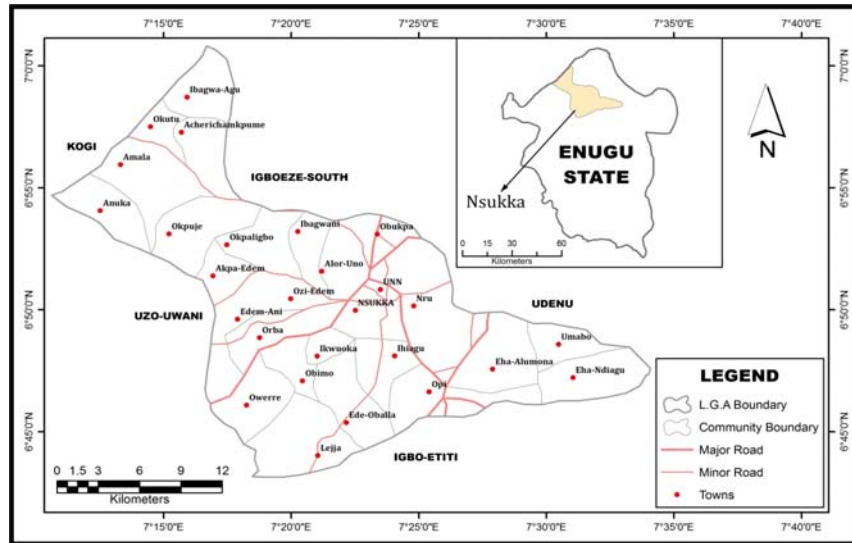 7°15'0"E 7°20'0"E 7°25'0"E 7°30'0"E 7°35'0"E 7°40'0"E
7°0'0"N
6°55'0"N
6°50'0"N
6°45'0"N
Ibagwa-Agu
Okutu
Acherichamkpume
KOGI
Amala
IGBOEZE-SOUTH
Anuka
Okpuje
Okpaligbo
Ibagwani
Obukpa
Akpa-Edem
Alor-Uno
UNN
Ozi-Edem
NSUKKA
Nru
UZO-UWANI
Edem-Ani
UDENU
Orba
Ikwuoka
Ihiagu
Umabo
Eha-Alumona
Eha-Ndiagu
Obimo
Opi
Owerre
Ede-Oballa
Lejja
IGBO-ETITI
0 1.5 3 6 9 12
Kilometers
ENUGU
STATE
Nsukka
0 30 60
Kilometers
N
LEGEND
L.G.A Boundary
Community Boundary
Major Road
Minor Road
Towns
7°0'0"N
6°55'0"N
6°50'0"N
6°45'0"N
7°15'0"E 7°20'0"E 7°25'0"E 7°30'0"E 7°35'0"E 7°40'0"E